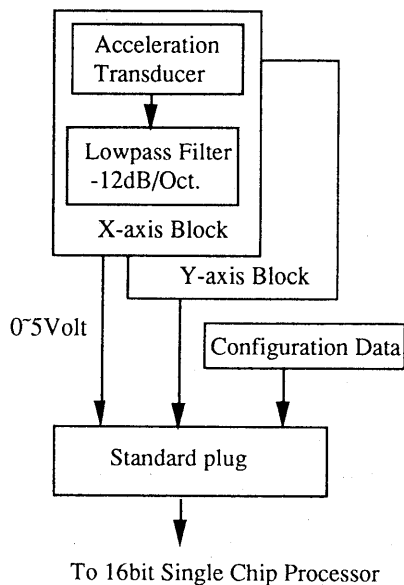 Acceleration
Transducer
Lowpass Filter
-12dB/Oct.
X-axis Block
Y-axis Block
0~5Volt
Configuration Data
Standard plug
To 16bit Single Chip Processor